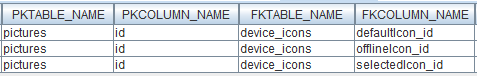 PKTABLE_NAME PKCOLUMN_NAME FKTABLE_NAME FKCOLUMN_NAME
pictures id device_icons defaultIcon_id
pictures id device_icons offlineIcon_id
pictures id device_icons selectedIcon_id